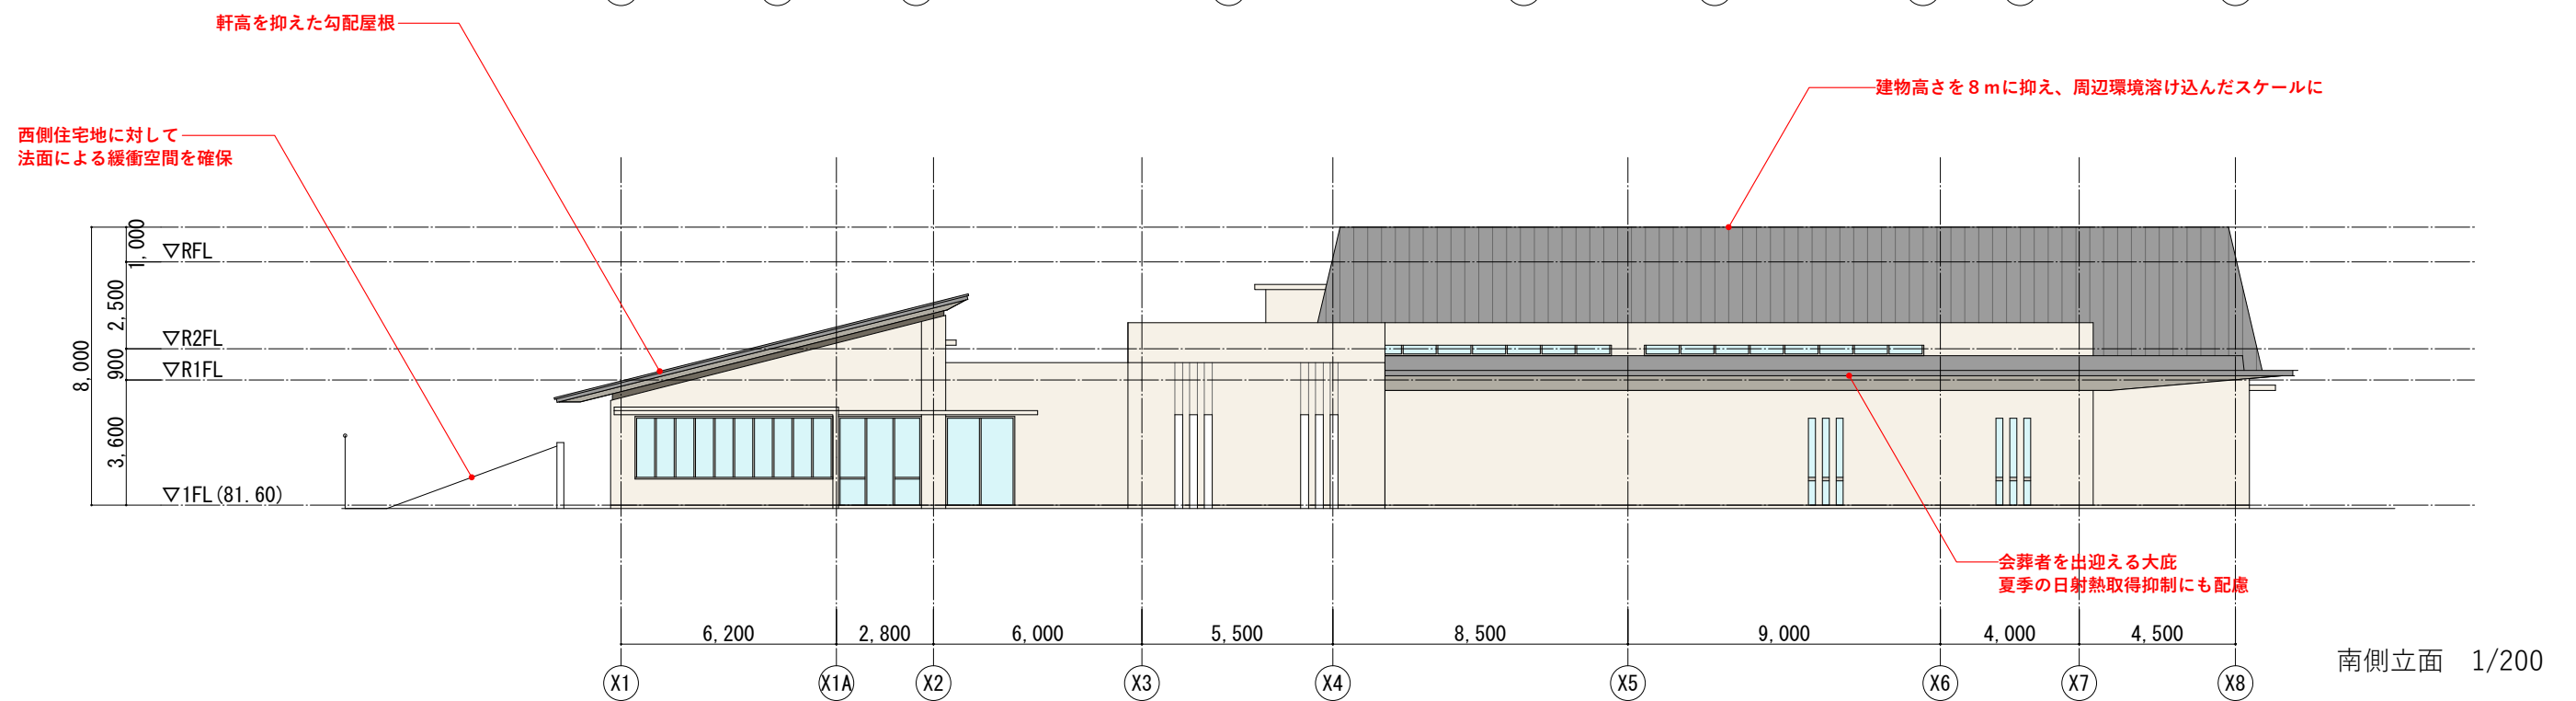 軒高を抑えた勾配屋根
建物高さを８ｍに抑え、周辺環境溶け込んだスケールに
西側住宅地に対して
法面による緩衝空間を確保
1,000
▽RFL
2,500
▽R2FL
8,000
900
▽R1FL
3,600
▽1FL(81.60)
会葬者を出迎える大庇
夏季の日射熱取得抑制にも配慮
6,200 2,800 6,000 5,500 8,500 9,000 4,000 4,500
南側立面 1/200
X1 X1A X2 X3 X4 X5 X6 X7 X8